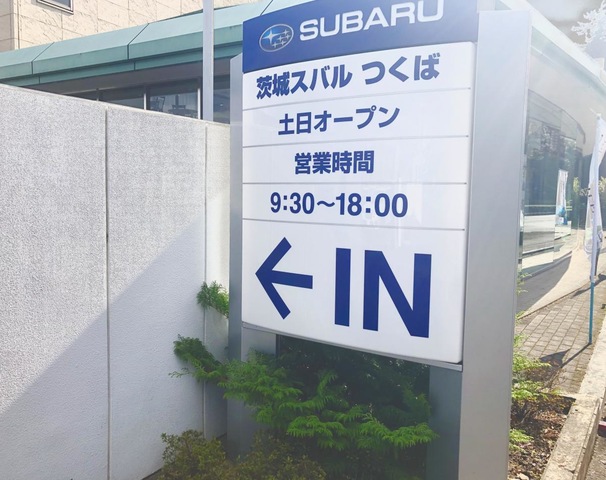 SUBARU
茨城スバル つくば
土日オープン
営業時間
9:30～18:00
←IN